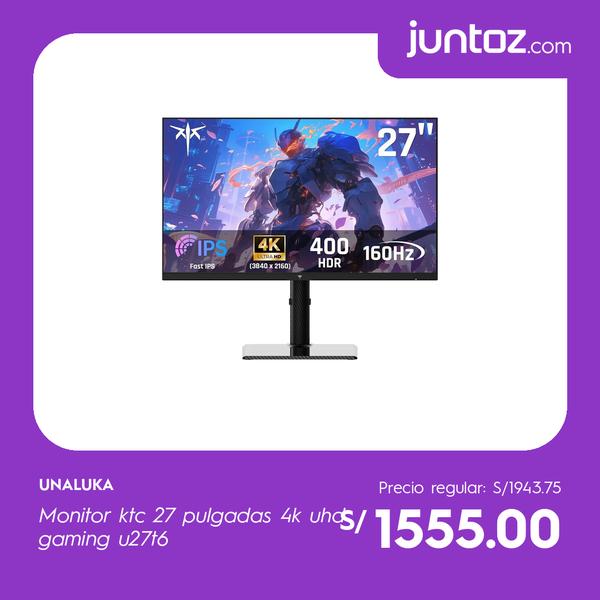 juntoz.com
27"
IPS
Fast IPS
4K
ULTRA HD
(3840 x 2160)
400
HDR
160Hz
UNALUKA
Monitor ktc 27 pulgadas 4k uhd
gaming u27t6
Precio regular: S/1943.75
S/ 1555.00